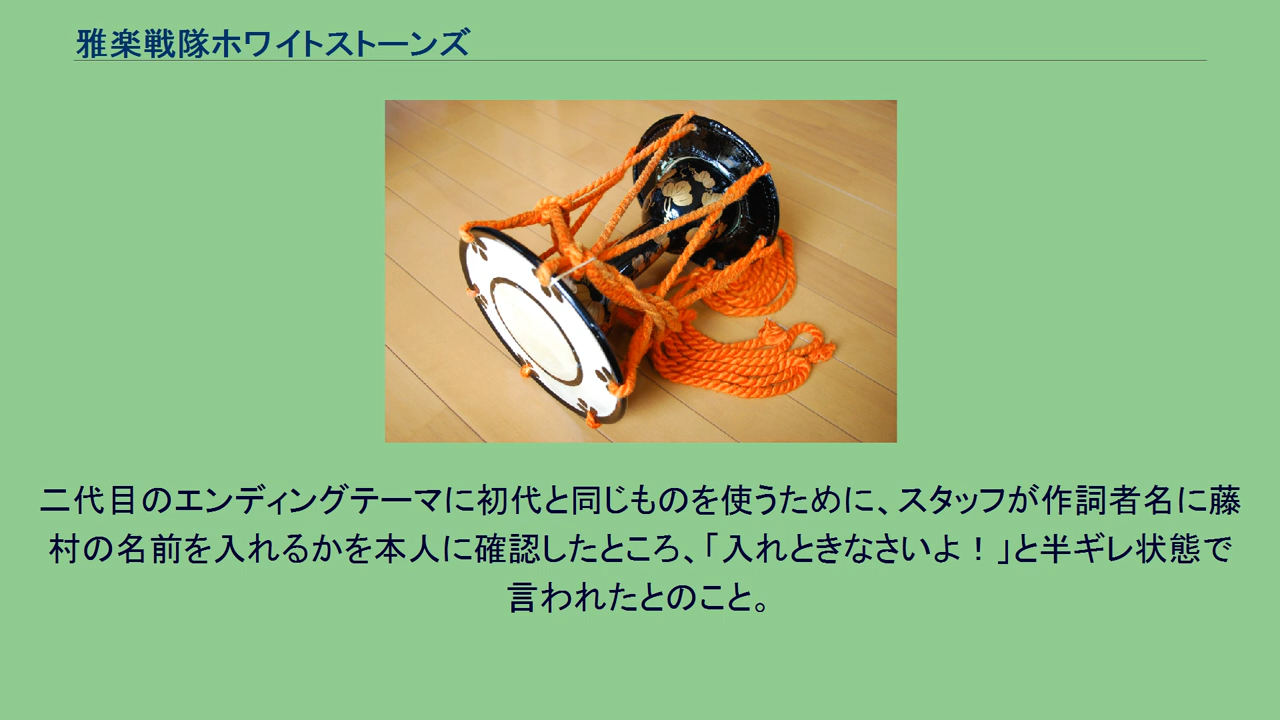 雅楽戦隊ホワイトストーンズ
二代目のエンディングテーマに初代と同じものを使うために、スタッフが作詞者名に藤
村の名前を入れるかを本人に確認したところ、「入れときなさいよ！」と半ギレ状態で
言われたとのこと。